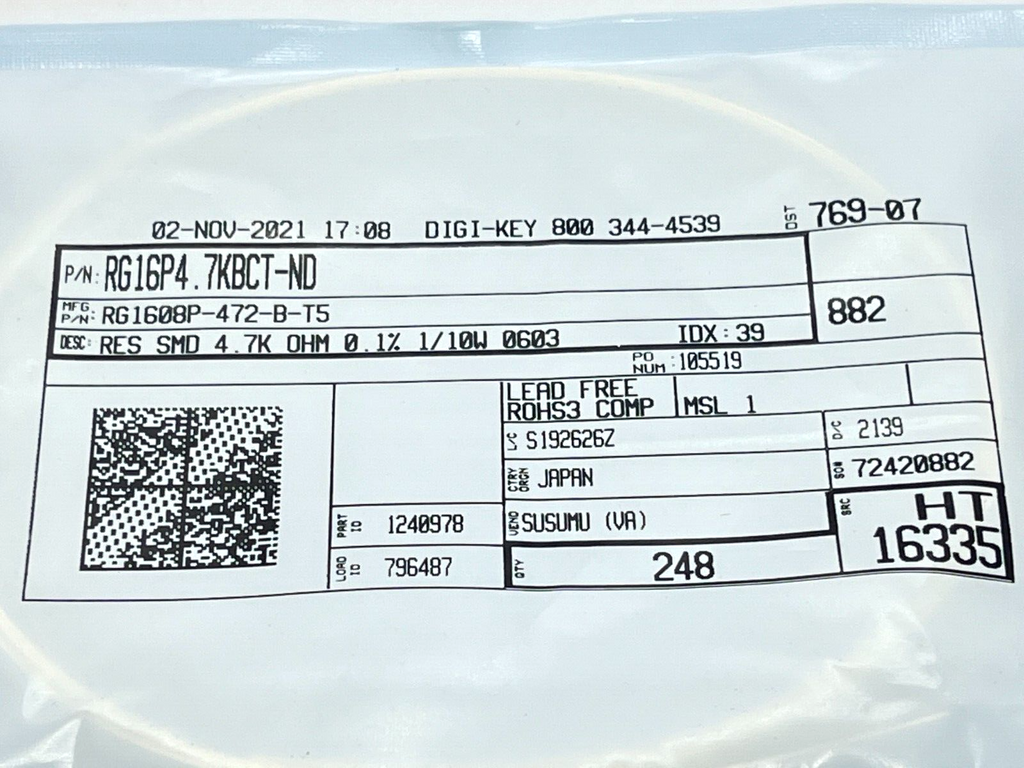 02-NOV-2021 17:08 DIGI-KEY 800 344-4539 DST 769-07
P/N: RG16P4.7KBCT-ND
MFG P/N: RG1608P-472-B-T5
882
DESC: RES SMD 4.7K OHM 0.1% 1/10W 0603 IDX: 39
PO NUM: 105519
LEAD FREE
ROHS3 COMP MSL 1
L/C S192626Z D/C 2139
CTRY ORGN JAPAN SON 72420882
PART ID 1240978 VEND SUSUMU (VA) SRC HT
16335
LOAD ID 796487 QTY 248